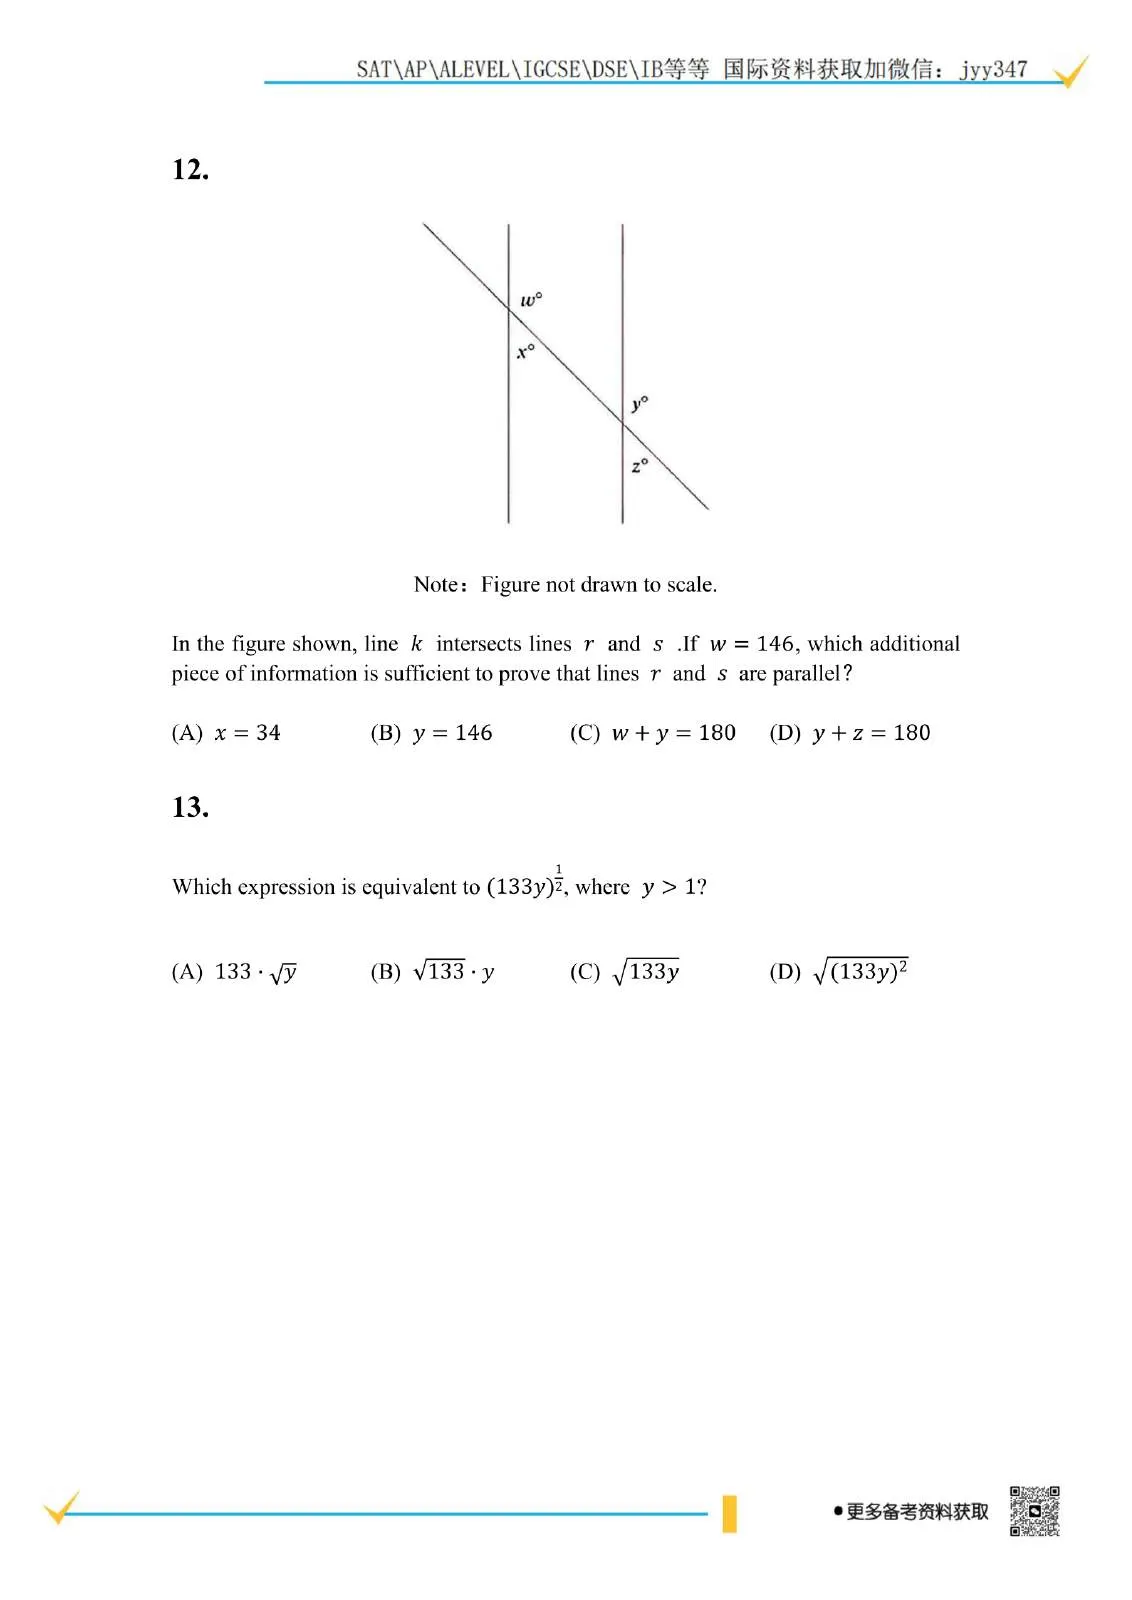 SAT\AP\ALEVEL\IGCSE\DSE\IB等等 国际资料获取加微信: jyy347
12.
w°
x°
y°
z°
Note: Figure not drawn to scale.
In the figure shown, line k intersects lines r and s .If w = 146, which additional
piece of information is sufficient to prove that lines r and s are parallel?
(A) x = 34 (B) y = 146 (C) w + y = 180 (D) y + z = 180
13.
Which expression is equivalent to (133y)^{1/2}, where y > 1?
(A) 133 · √y (B) √133 · y (C) √(133y) (D) √((133y)²)
•更多备考资料获取